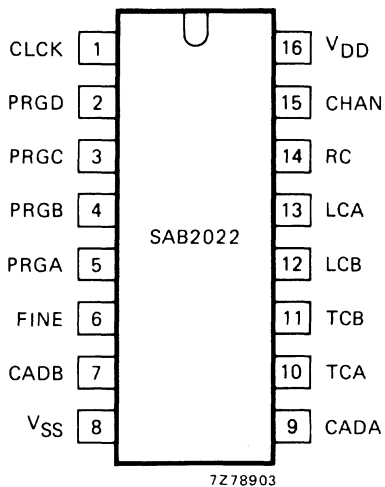 CLCK 1 16 VDD
PRGD 2 15 CHAN
PRGC 3 14 RC
PRGB 4 13 LCA
SAB2022
PRGA 5 12 LCB
FINE 6 11 TCB
CADB 7 10 TCA
VSS 8 9 CADA
7Z78903